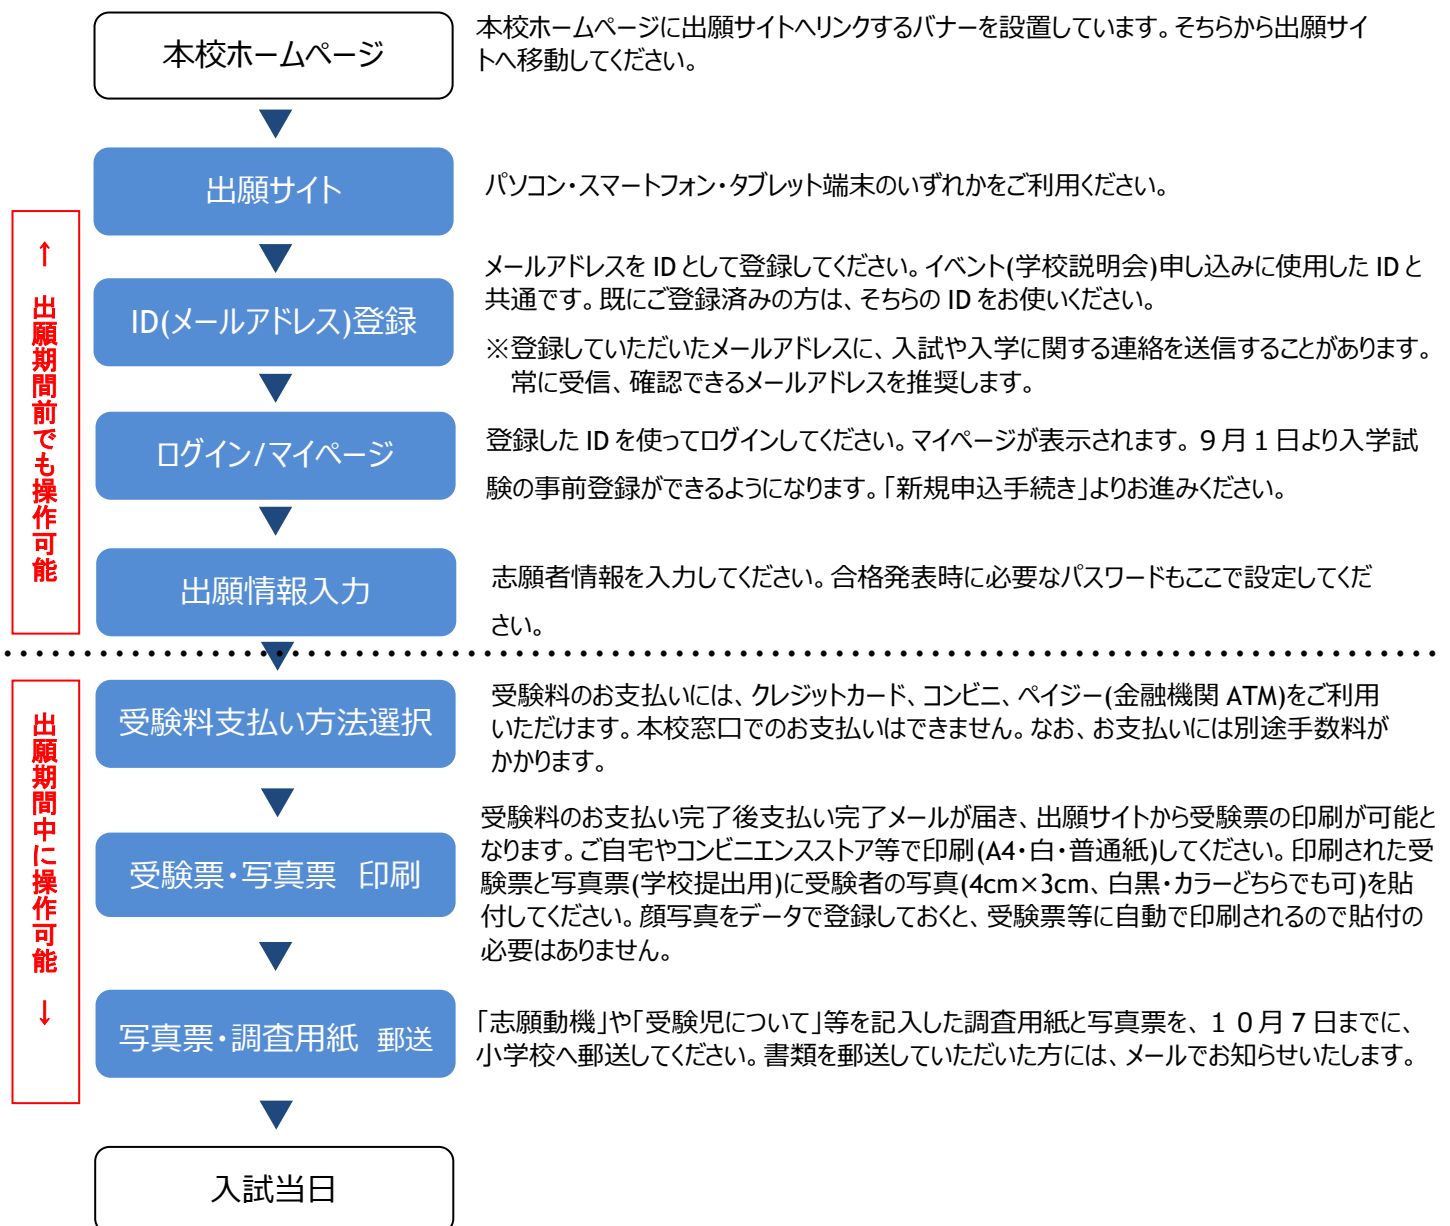 本校ホームページ
本校ホームページに出願サイトへリンクするバナーを設置しています。そちらから出願サイ
トへ移動してください。
出願サイト
パソコン・スマートフォン・タブレット端末のいずれかをご利用ください。
↑ 出願期間前でも操作可能
ID(メールアドレス)登録
メールアドレスを ID として登録してください。イベント(学校説明会)申し込みに使用した ID と
共通です。既にご登録済みの方は、そちらの ID をお使いください。
※登録していただいたメールアドレスに、入試や入学に関する連絡を送信することがあります。
常に受信、確認できるメールアドレスを推奨します。
ログイン/マイページ
登録した ID を使ってログインしてください。マイページが表示されます。９月１日より入学試
験の事前登録ができるようになります。「新規申込手続き」よりお進みください。
出願情報入力
志願者情報を入力してください。合格発表時に必要なパスワードもここで設定してくだ
さい。
出願期間中に操作可能 ↓
受験料支払い方法選択
受験料のお支払いには、クレジットカード、コンビニ、ペイジー(金融機関 ATM)をご利用
いただけます。本校窓口でのお支払いはできません。なお、お支払いには別途手数料が
かかります。
受験票・写真票　印刷
受験料のお支払い完了後支払い完了メールが届き、出願サイトから受験票の印刷が可能と
なります。ご自宅やコンビニエンスストア等で印刷(A4・白・普通紙)してください。印刷された受
験票と写真票(学校提出用)に受験者の写真(4cm×3cm、白黒・カラーどちらでも可)を貼
付してください。顔写真をデータで登録しておくと、受験票等に自動で印刷されるので貼付の
必要はありません。
写真票・調査用紙　郵送
「志願動機」や「受験児について」等を記入した調査用紙と写真票を、１０月７日までに、
小学校へ郵送してください。書類を郵送していただいた方には、メールでお知らせいたします。
入試当日